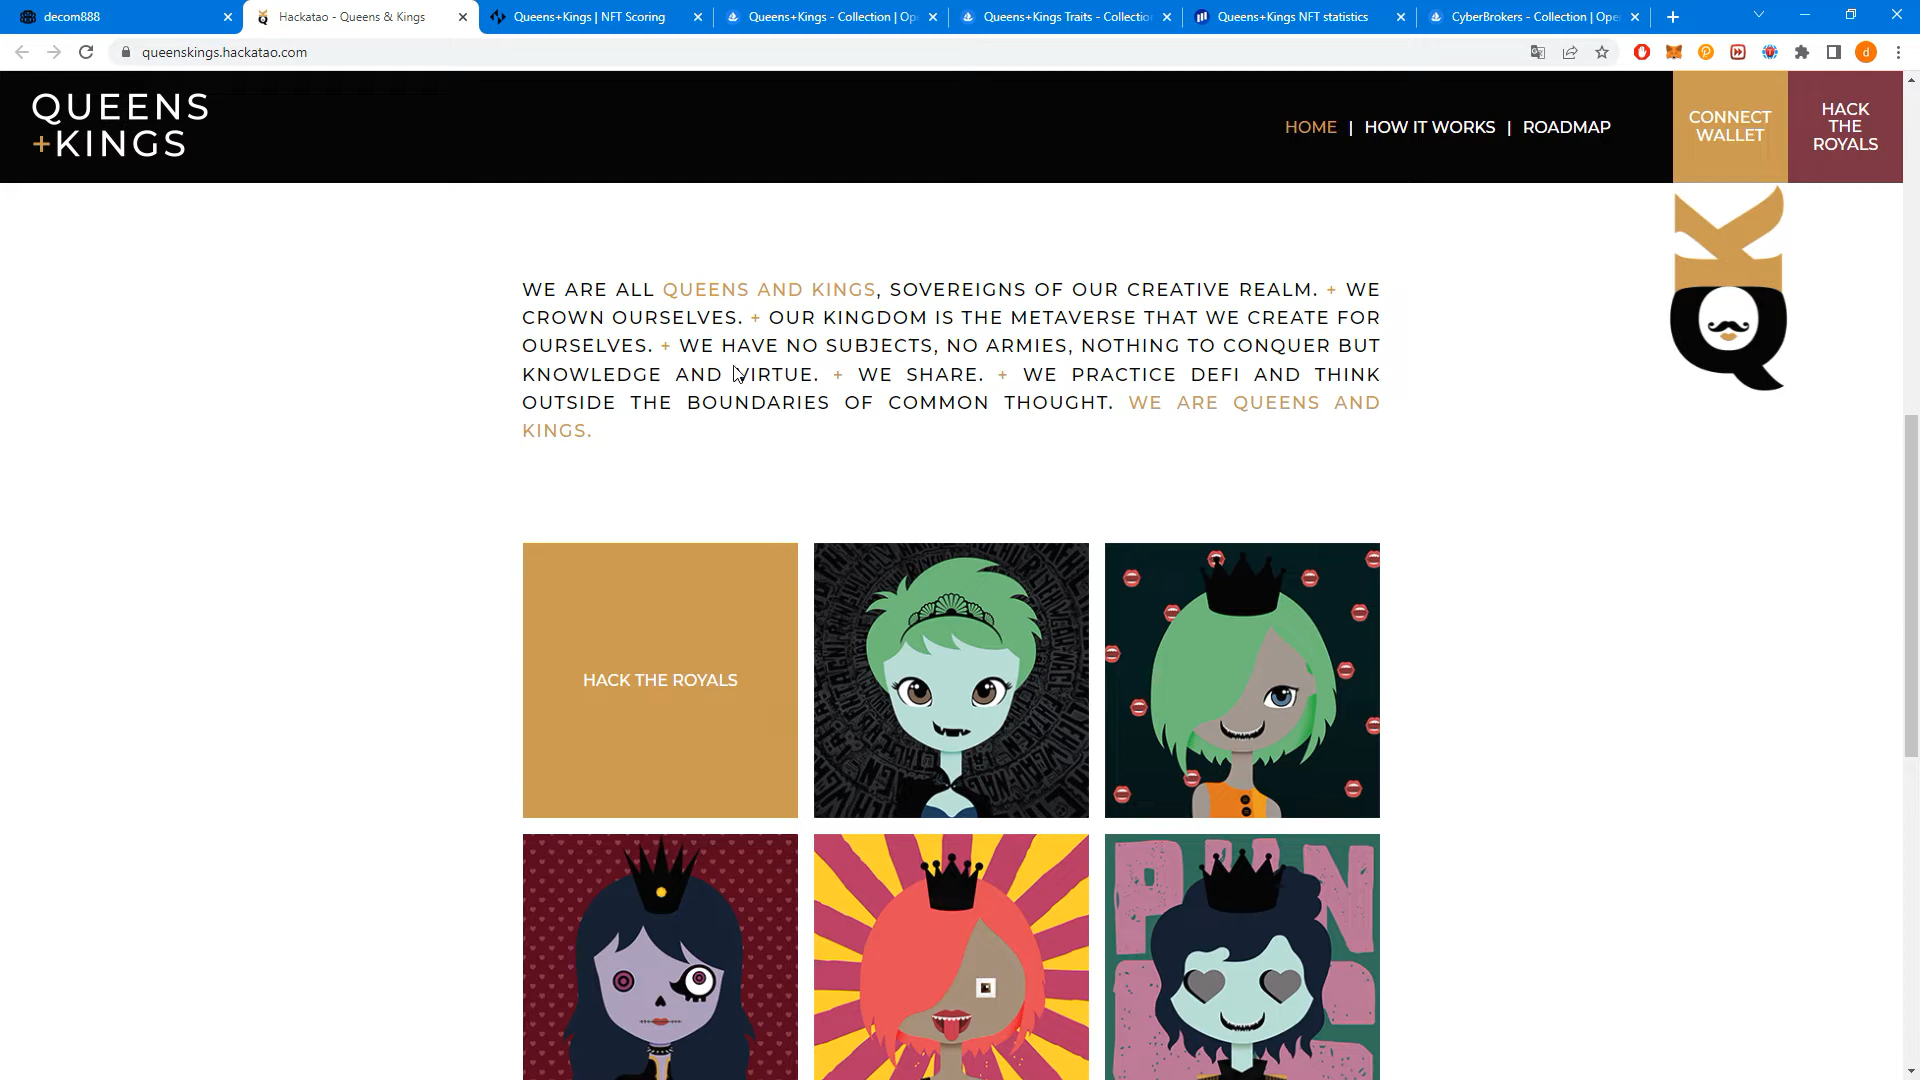 decom888
Hackatao - Queens & Kings
Queens+Kings | NFT Scoring
Queens+Kings - Collection | Op
Queens+Kings Traits - Collectio
Queens+Kings NFT statistics
CyberBrokers - Collection | Ope
queenskings.hackatao.com
d
QUEENS
+KINGS
HOME | HOW IT WORKS | ROADMAP
CONNECT
WALLET
HACK
THE
ROYALS
WE ARE ALL QUEENS AND KINGS, SOVEREIGNS OF OUR CREATIVE REALM. + WE
CROWN OURSELVES. + OUR KINGDOM IS THE METAVERSE THAT WE CREATE FOR
OURSELVES. + WE HAVE NO SUBJECTS, NO ARMIES, NOTHING TO CONQUER BUT
KNOWLEDGE AND VIRTUE. + WE SHARE. + WE PRACTICE DEFI AND THINK
OUTSIDE THE BOUNDARIES OF COMMON THOUGHT. WE ARE QUEENS AND
KINGS.
HACK THE ROYALS